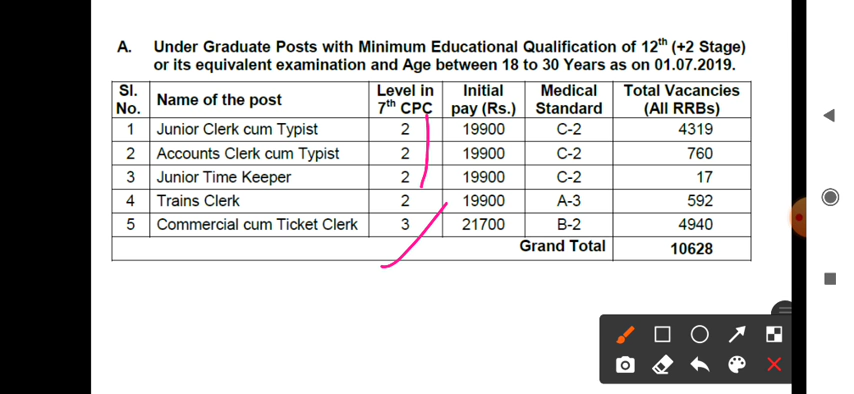 A. Under Graduate Posts with Minimum Educational Qualification of 12th (+2 Stage)
or its equivalent examination and Age between 18 to 30 Years as on 01.07.2019.
Sl. No. Name of the post Level in 7th CPC Initial pay (Rs.) Medical Standard Total Vacancies (All RRBs)
1 Junior Clerk cum Typist 2 19900 C-2 4319
2 Accounts Clerk cum Typist 2 19900 C-2 760
3 Junior Time Keeper 2 19900 C-2 17
4 Trains Clerk 2 19900 A-3 592
5 Commercial cum Ticket Clerk 3 21700 B-2 4940
Grand Total 10628